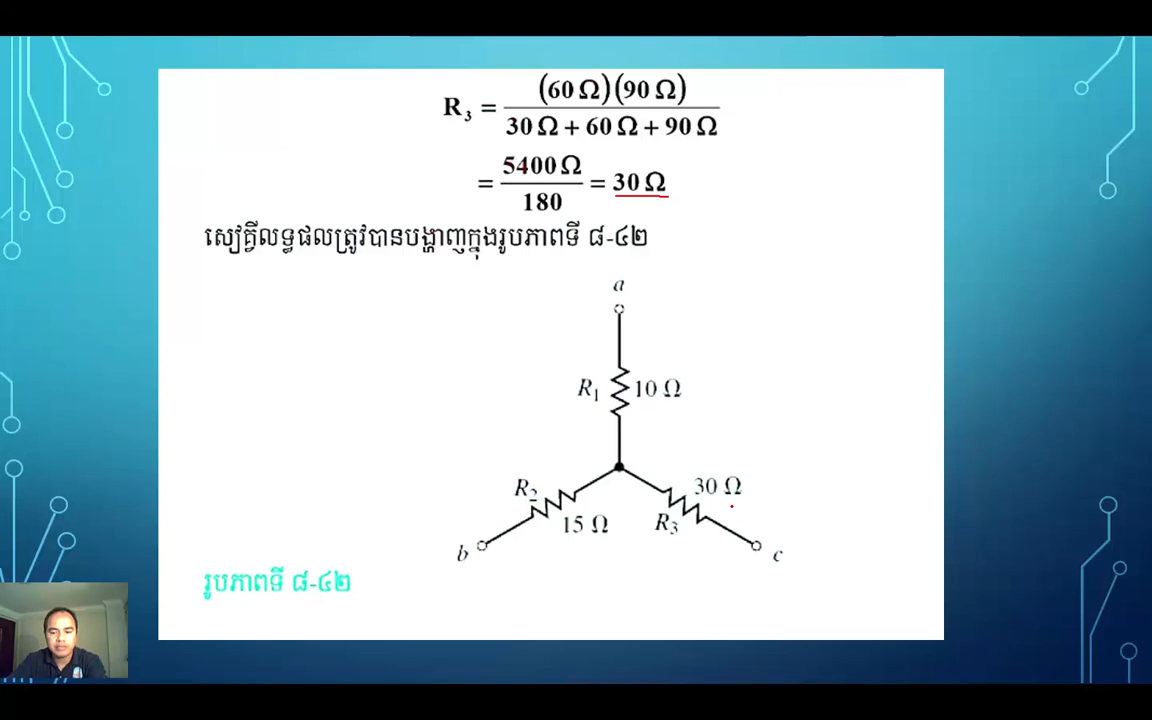 R₃ = (60 Ω)(90 Ω) / 30 Ω + 60 Ω + 90 Ω
= 5400 Ω / 180 = 30 Ω
សៀគ្វីលទ្ធផលត្រូវបានបង្ហាញក្នុងរូបភាពទី ៨-៤២
a
R₁ 10 Ω
R₂ 30 Ω
15 Ω R₃
b c
រូបភាពទី ៨-៤២